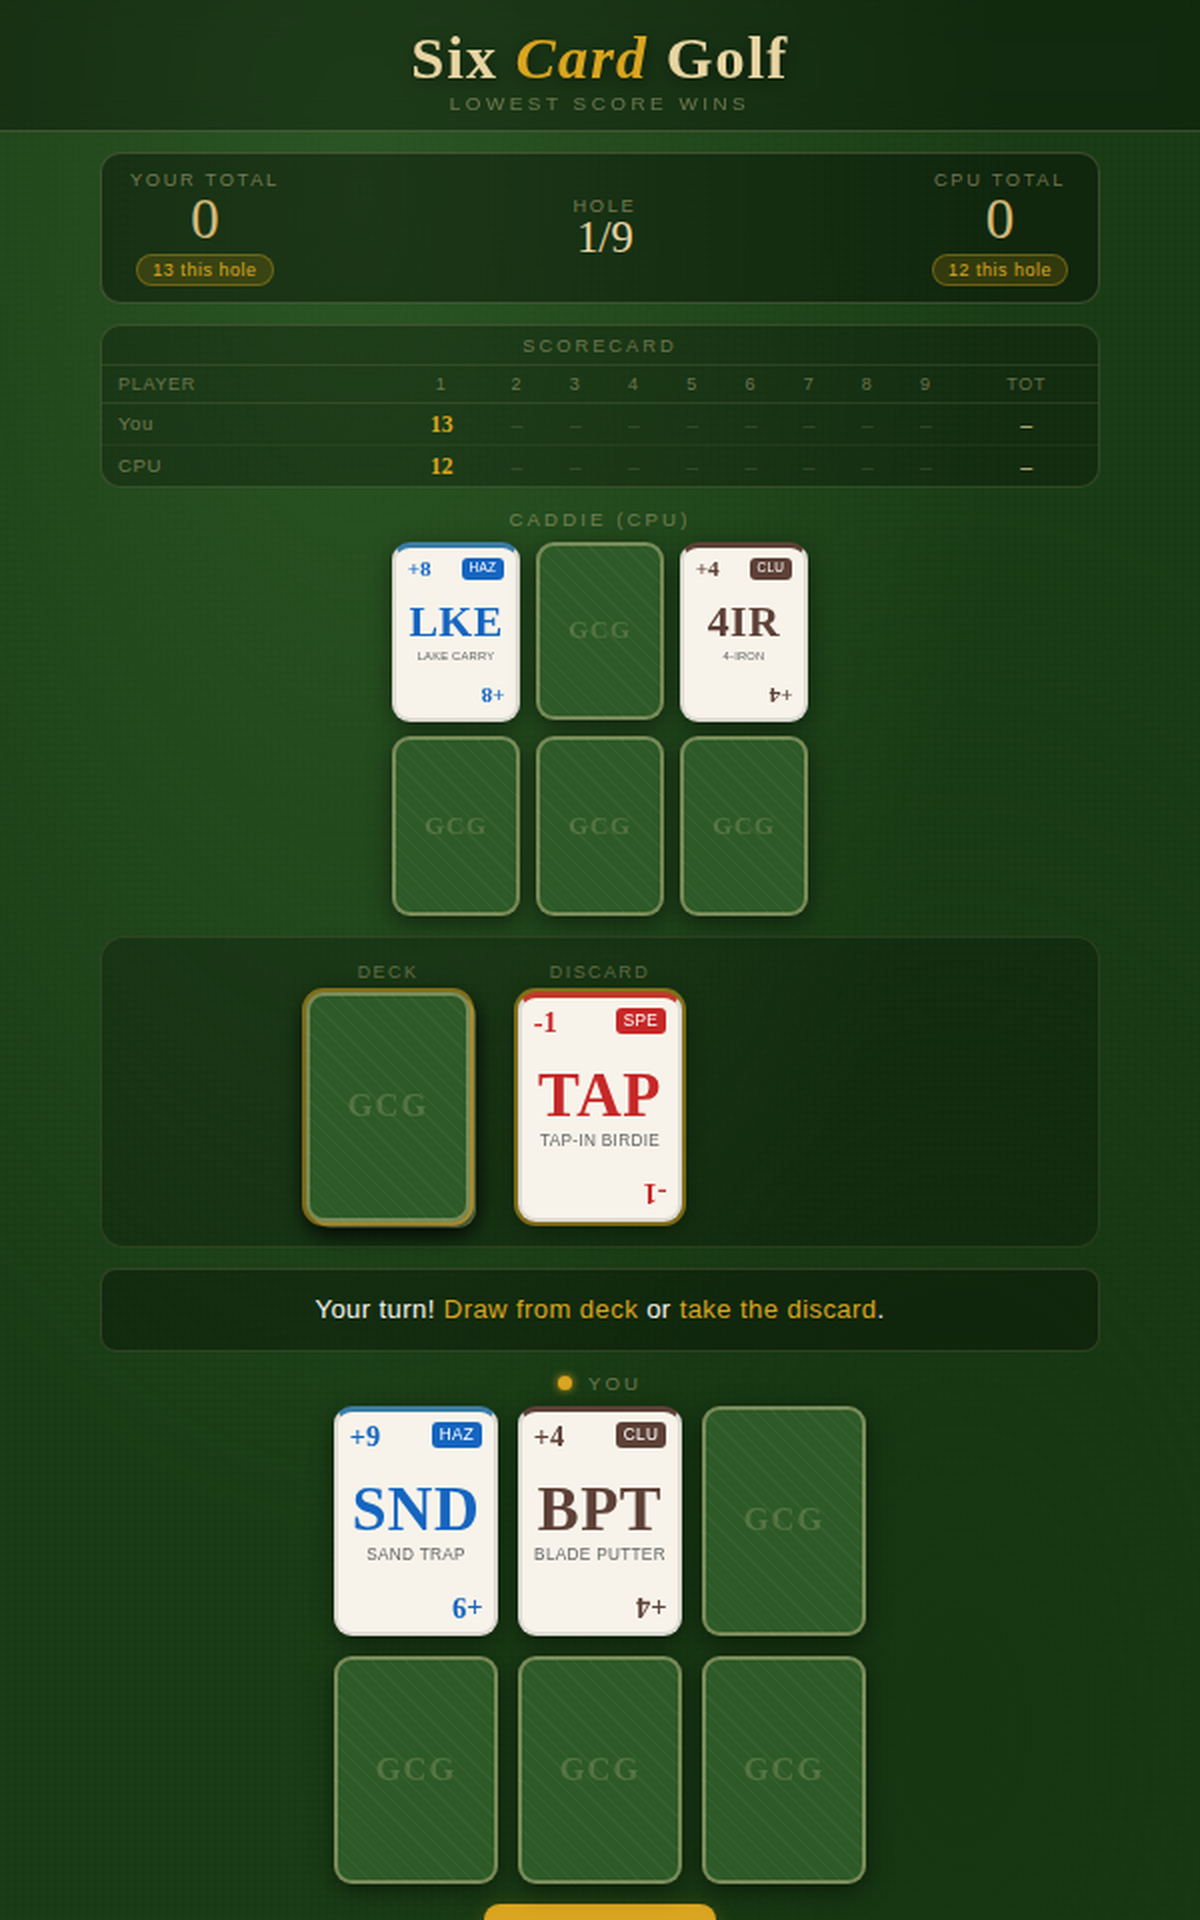 Six Card Golf
LOWEST SCORE WINS
YOUR TOTAL
0
13 this hole
HOLE
1/9
CPU TOTAL
0
12 this hole
SCORECARD
PLAYER 1 2 3 4 5 6 7 8 9 TOT
You 13 – – – – – – – – –
CPU 12 – – – – – – – – –
CADDIE (CPU)
+8 HAZ
LKE
LAKE CARRY
+8
GCG
+4 CLU
4IR
4-IRON
+4
GCG
GCG
GCG
DECK
GCG
DISCARD
-1 SPE
TAP
TAP-IN BIRDIE
-1
Your turn! Draw from deck or take the discard.
YOU
+9 HAZ
SND
SAND TRAP
+9
+4 CLU
BPT
BLADE PUTTER
+4
GCG
GCG
GCG
GCG